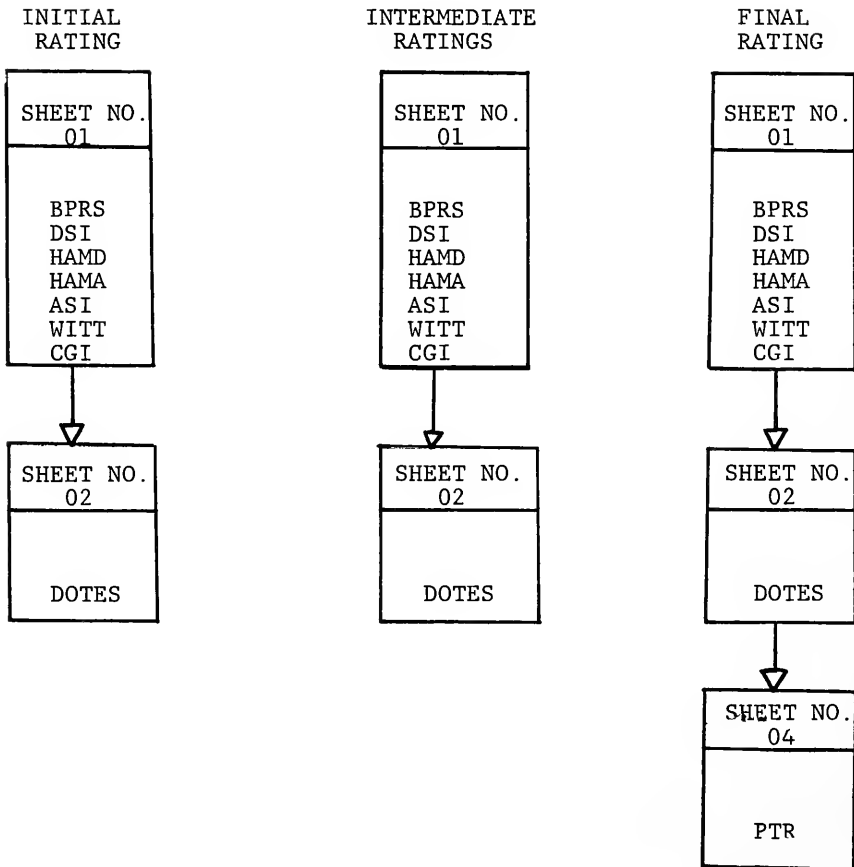 INITIAL
RATING
SHEET NO.
01
BPRS
DSI
HAMD
HAMA
ASI
WITT
CGI
SHEET NO.
02
DOTES
INTERMEDIATE
RATINGS
SHEET NO.
01
BPRS
DSI
HAMD
HAMA
ASI
WITT
CGI
SHEET NO.
02
DOTES
FINAL
RATING
SHEET NO.
01
BPRS
DSI
HAMD
HAMA
ASI
WITT
CGI
SHEET NO.
02
DOTES
SHEET NO.
04
PTR